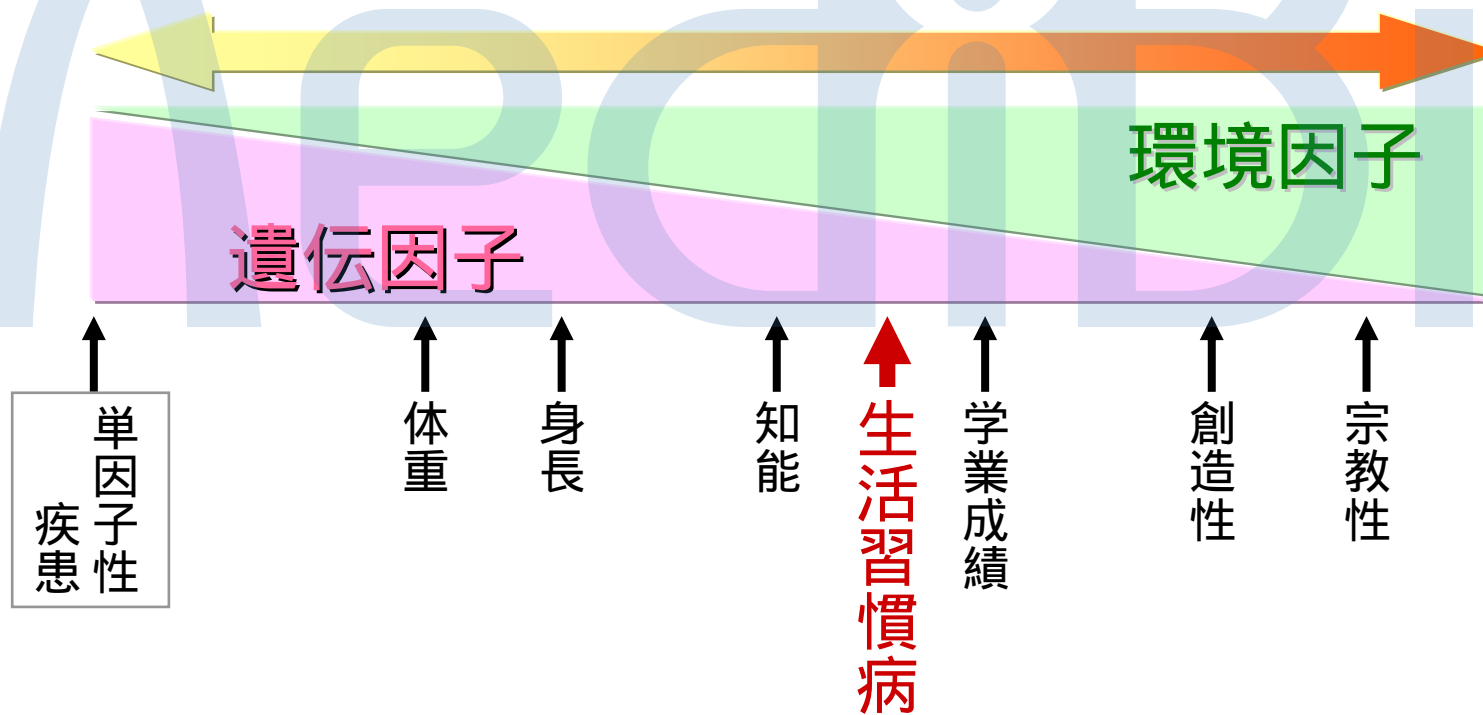 環境因子
遺伝因子
単因子性
疾患
体重
身長
知能
生活習慣病
学業成績
創造性
宗教性